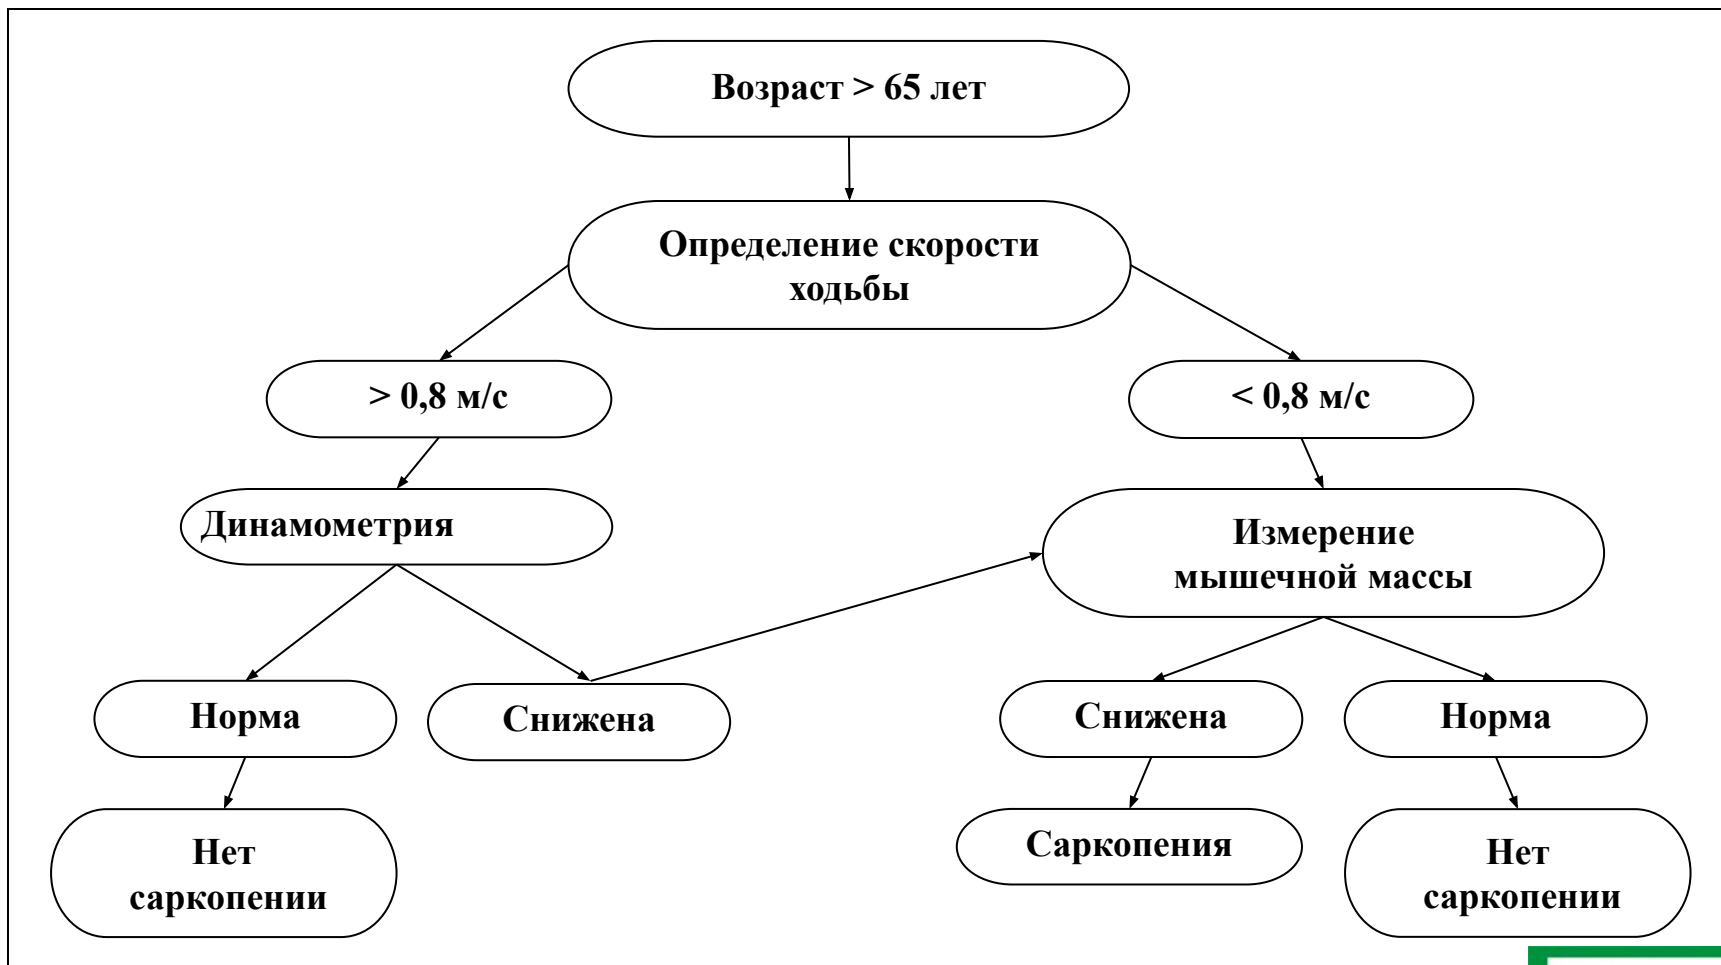 Возраст > 65 лет
Определение скорости
ходьбы
> 0,8 м/с
< 0,8 м/с
Динамометрия
Измерение
мышечной массы
Норма
Снижена
Снижена
Норма
Нет
саркопении
Саркопения
Нет
саркопении